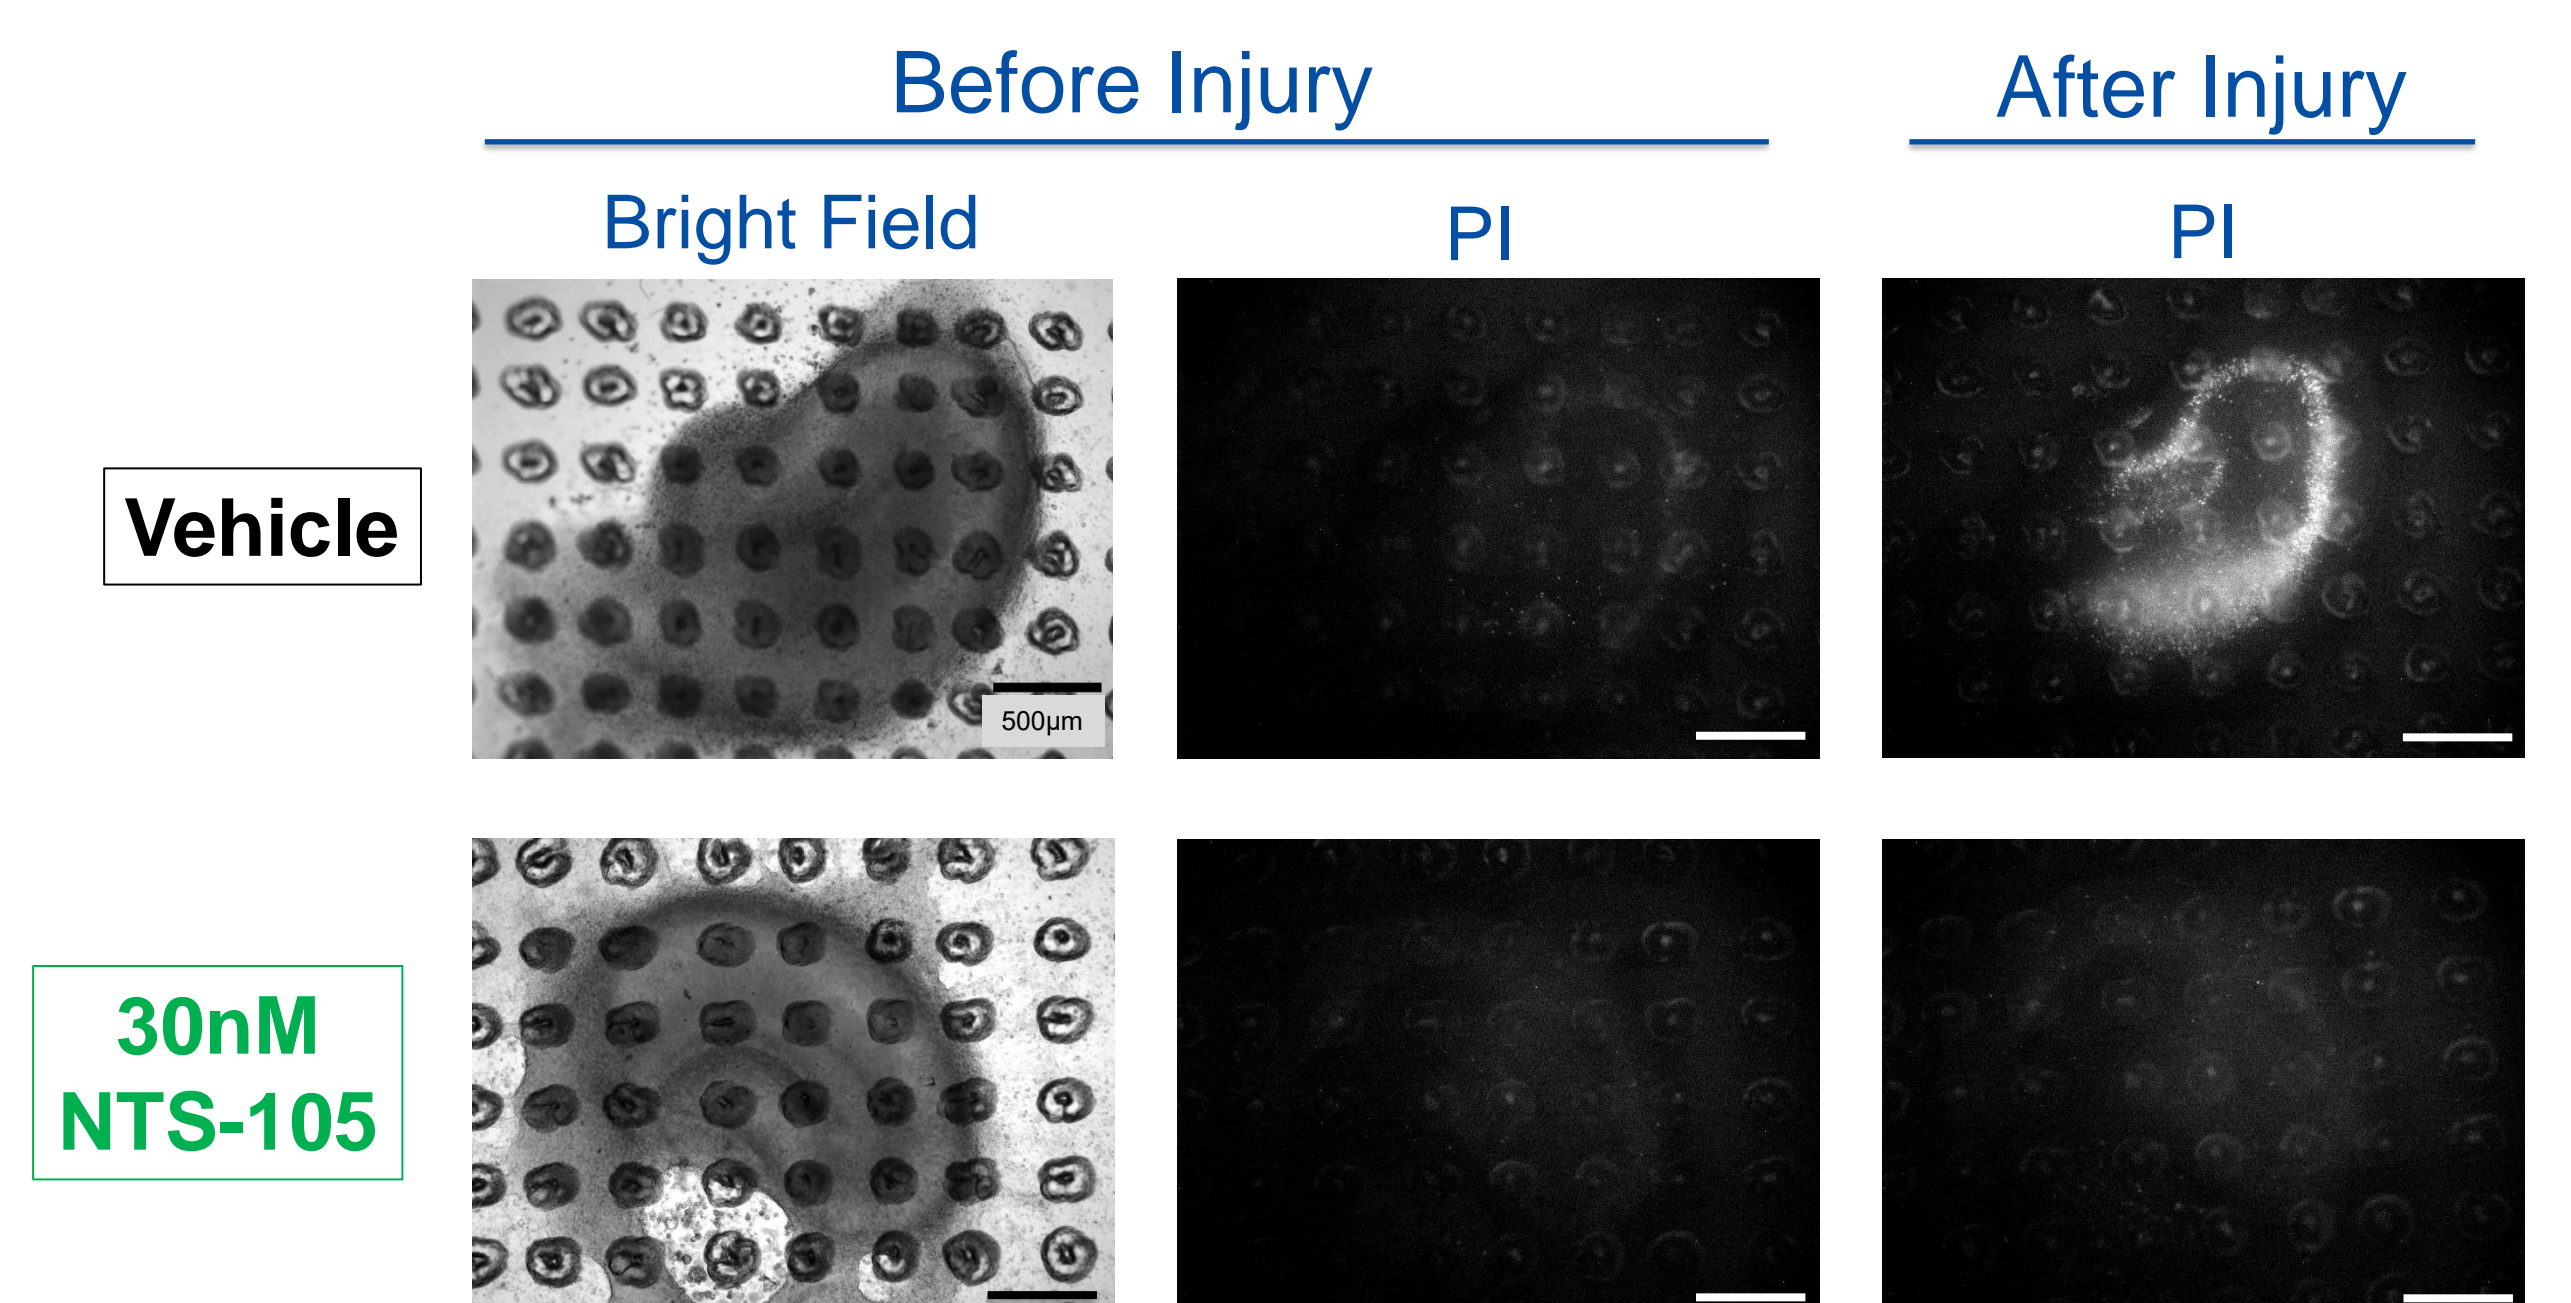 Before Injury
After Injury
Bright Field
PI
PI
Vehicle
500µm
30nM
NTS-105